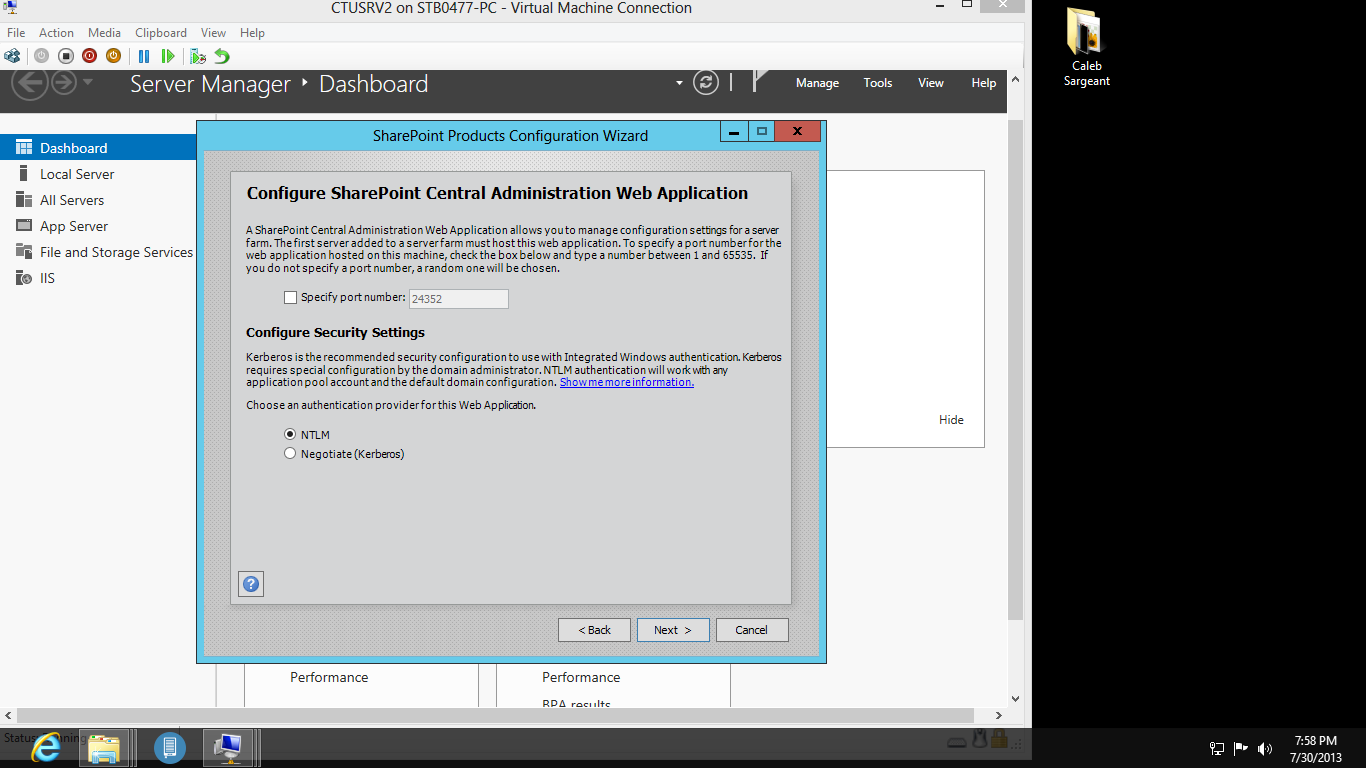 CTUSRV2 on STB0477-PC - Virtual Machine Connection
File Action Media Clipboard View Help
Server Manager Dashboard
Manage Tools View Help
Dashboard
Local Server
All Servers
App Server
File and Storage Services
IIS
SharePoint Products Configuration Wizard
Configure SharePoint Central Administration Web Application
A SharePoint Central Administration Web Application allows you to manage configuration settings for a server
farm. The first server added to a server farm must host this web application. To specify a port number for the
web application hosted on this machine, check the box below and type a number between 1 and 65535. If
you do not specify a port number, a random one will be chosen.
Specify port number: 24352
Configure Security Settings
Kerberos is the recommended security configuration to use with Integrated Windows authentication. Kerberos
requires special configuration by the domain administrator. NTLM authentication will work with any
application pool account and the default domain configuration. Show me more information.
Choose an authentication provider for this Web Application.
NTLM
Negotiate (Kerberos)
< Back Next > Cancel
Hide
Performance
Performance
BPA results
Caleb
Sargeant
7:58 PM
7/30/2013